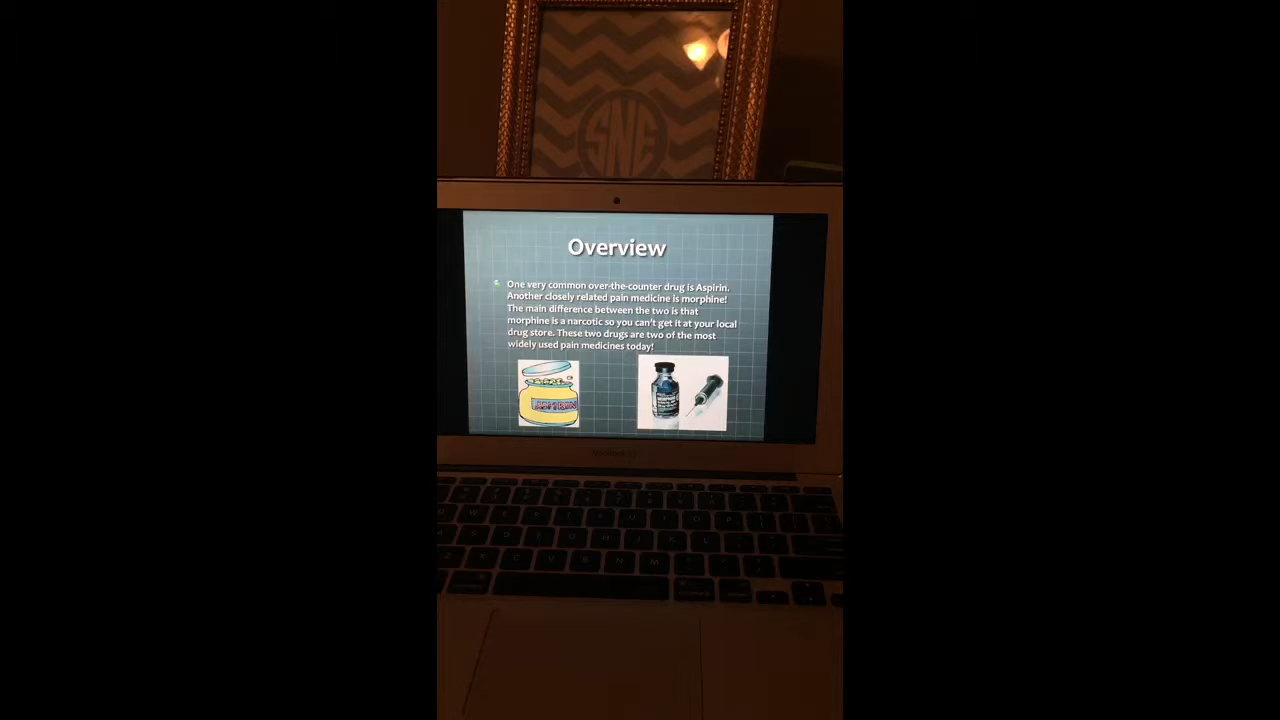 SNE
Overview
One very common over-the-counter drug is Aspirin.
Another closely related pain medicine is morphine!
The main difference between the two is that
morphine is a narcotic so you can't get it at your local
drug store. These two drugs are two of the most
widely used pain medicines today!